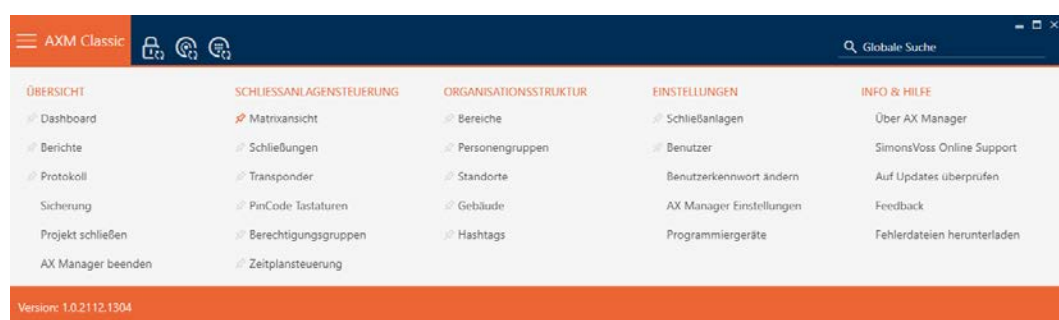 AXM Classic
Globale Suche
ÜBERSICHT SCHLIESSANLAGENSTEUERUNG ORGANISATIONSSTRUKTUR EINSTELLUNGEN INFO & HILFE
Dashboard Matrixansicht Bereiche Schließanlagen Über AX Manager
Berichte Schließungen Personengruppen Benutzer SimonsVoss Online Support
Protokoll Transponder Standorte Benutzerkennwort ändern Auf Updates überprüfen
Sicherung PinCode Tastaturen Gebäude AX Manager Einstellungen Feedback
Projekt schließen Berechtigungsgruppen Hashtags Programmiergeräte Fehlerdateien herunterladen
AX Manager beenden Zeitplansteuerung
Version: 1.0.2112.1304